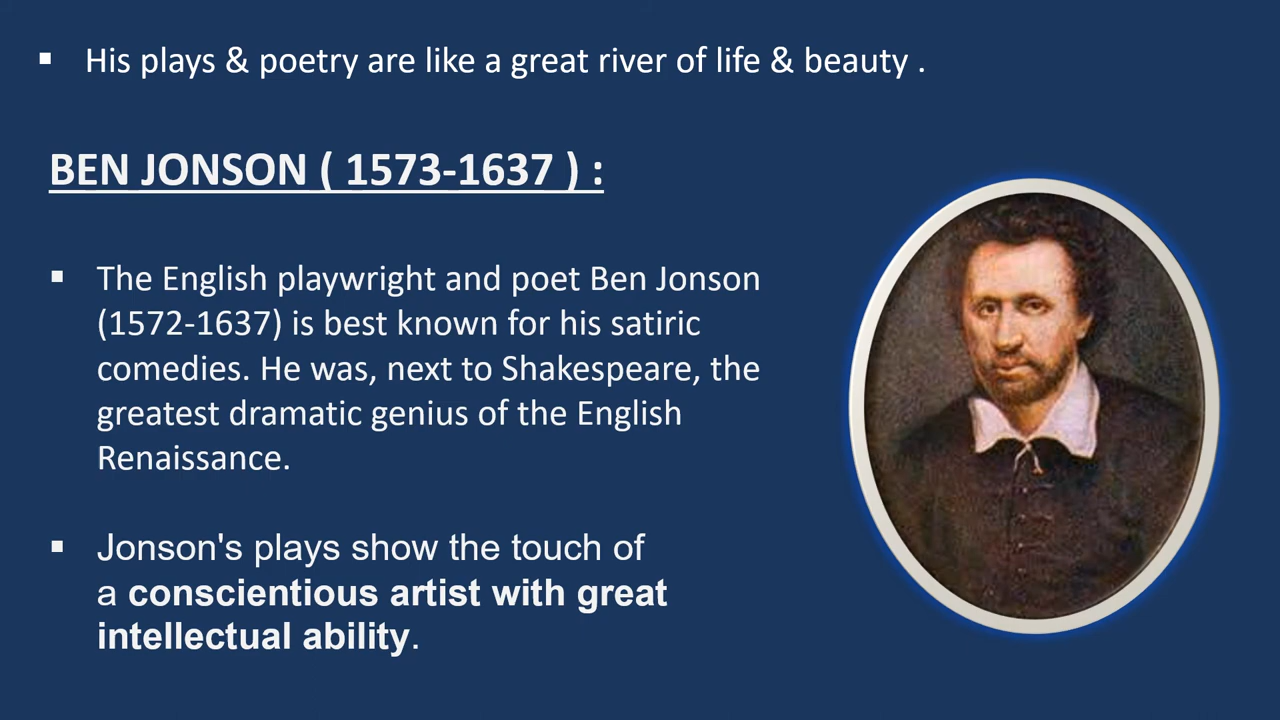 ▪ His plays & poetry are like a great river of life & beauty .
BEN JONSON ( 1573-1637 ) :
▪ The English playwright and poet Ben Jonson
(1572-1637) is best known for his satiric
comedies. He was, next to Shakespeare, the
greatest dramatic genius of the English
Renaissance.
▪ Jonson's plays show the touch of
a conscientious artist with great
intellectual ability.